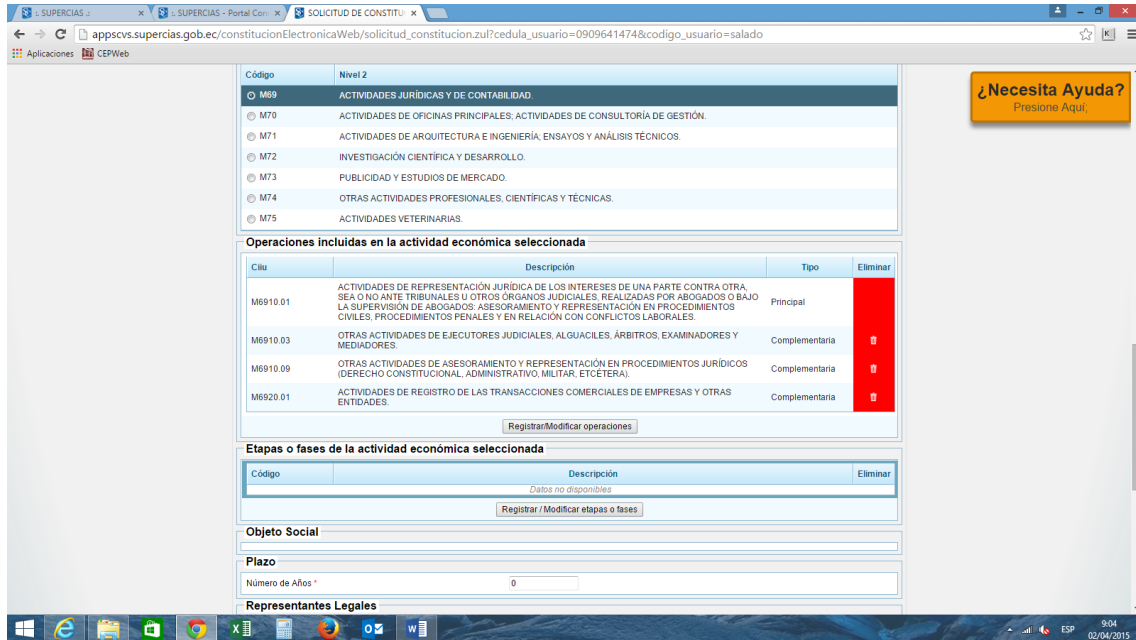 :. SUPERCIAS .:
:. SUPERCIAS - Portal Con
SOLICITUD DE CONSTITU
appscvs.supercias.gob.ec/constitucionElectronicaWeb/solicitud_constitucion.zul?cedula_usuario=0909641474&codigo_usuario=salado
Aplicaciones CEPWeb
¿Necesita Ayuda?
Presione Aquí;
Código Nivel 2
M69 ACTIVIDADES JURÍDICAS Y DE CONTABILIDAD.
M70 ACTIVIDADES DE OFICINAS PRINCIPALES; ACTIVIDADES DE CONSULTORÍA DE GESTIÓN.
M71 ACTIVIDADES DE ARQUITECTURA E INGENIERÍA; ENSAYOS Y ANÁLISIS TÉCNICOS.
M72 INVESTIGACIÓN CIENTÍFICA Y DESARROLLO.
M73 PUBLICIDAD Y ESTUDIOS DE MERCADO.
M74 OTRAS ACTIVIDADES PROFESIONALES, CIENTÍFICAS Y TÉCNICAS.
M75 ACTIVIDADES VETERINARIAS.
Operaciones incluidas en la actividad económica seleccionada
Ciiu Descripción Tipo Eliminar
M6910.01 ACTIVIDADES DE REPRESENTACIÓN JURÍDICA DE LOS INTERESES DE UNA PARTE CONTRA OTRA,
SEA O NO ANTE TRIBUNALES U OTROS ÓRGANOS JUDICIALES, REALIZADAS POR ABOGADOS O BAJO
LA SUPERVISIÓN DE ABOGADOS: ASESORAMIENTO Y REPRESENTACIÓN EN PROCEDIMIENTOS
CIVILES, PROCEDIMIENTOS PENALES Y EN RELACIÓN CON CONFLICTOS LABORALES. Principal
M6910.03 OTRAS ACTIVIDADES DE EJECUTORES JUDICIALES, ALGUACILES, ÁRBITROS, EXAMINADORES Y
MEDIADORES. Complementaria
M6910.09 OTRAS ACTIVIDADES DE ASESORAMIENTO Y REPRESENTACIÓN EN PROCEDIMIENTOS JURÍDICOS
(DERECHO CONSTITUCIONAL, ADMINISTRATIVO, MILITAR, ETCÉTERA). Complementaria
M6920.01 ACTIVIDADES DE REGISTRO DE LAS TRANSACCIONES COMERCIALES DE EMPRESAS Y OTRAS
ENTIDADES. Complementaria
Registrar/Modificar operaciones
Etapas o fases de la actividad económica seleccionada
Código Descripción Eliminar
Datos no disponibles
Registrar / Modificar etapas o fases
Objeto Social
Plazo
Número de Años * 0
Representantes Legales
ESP
9:04
02/04/2015